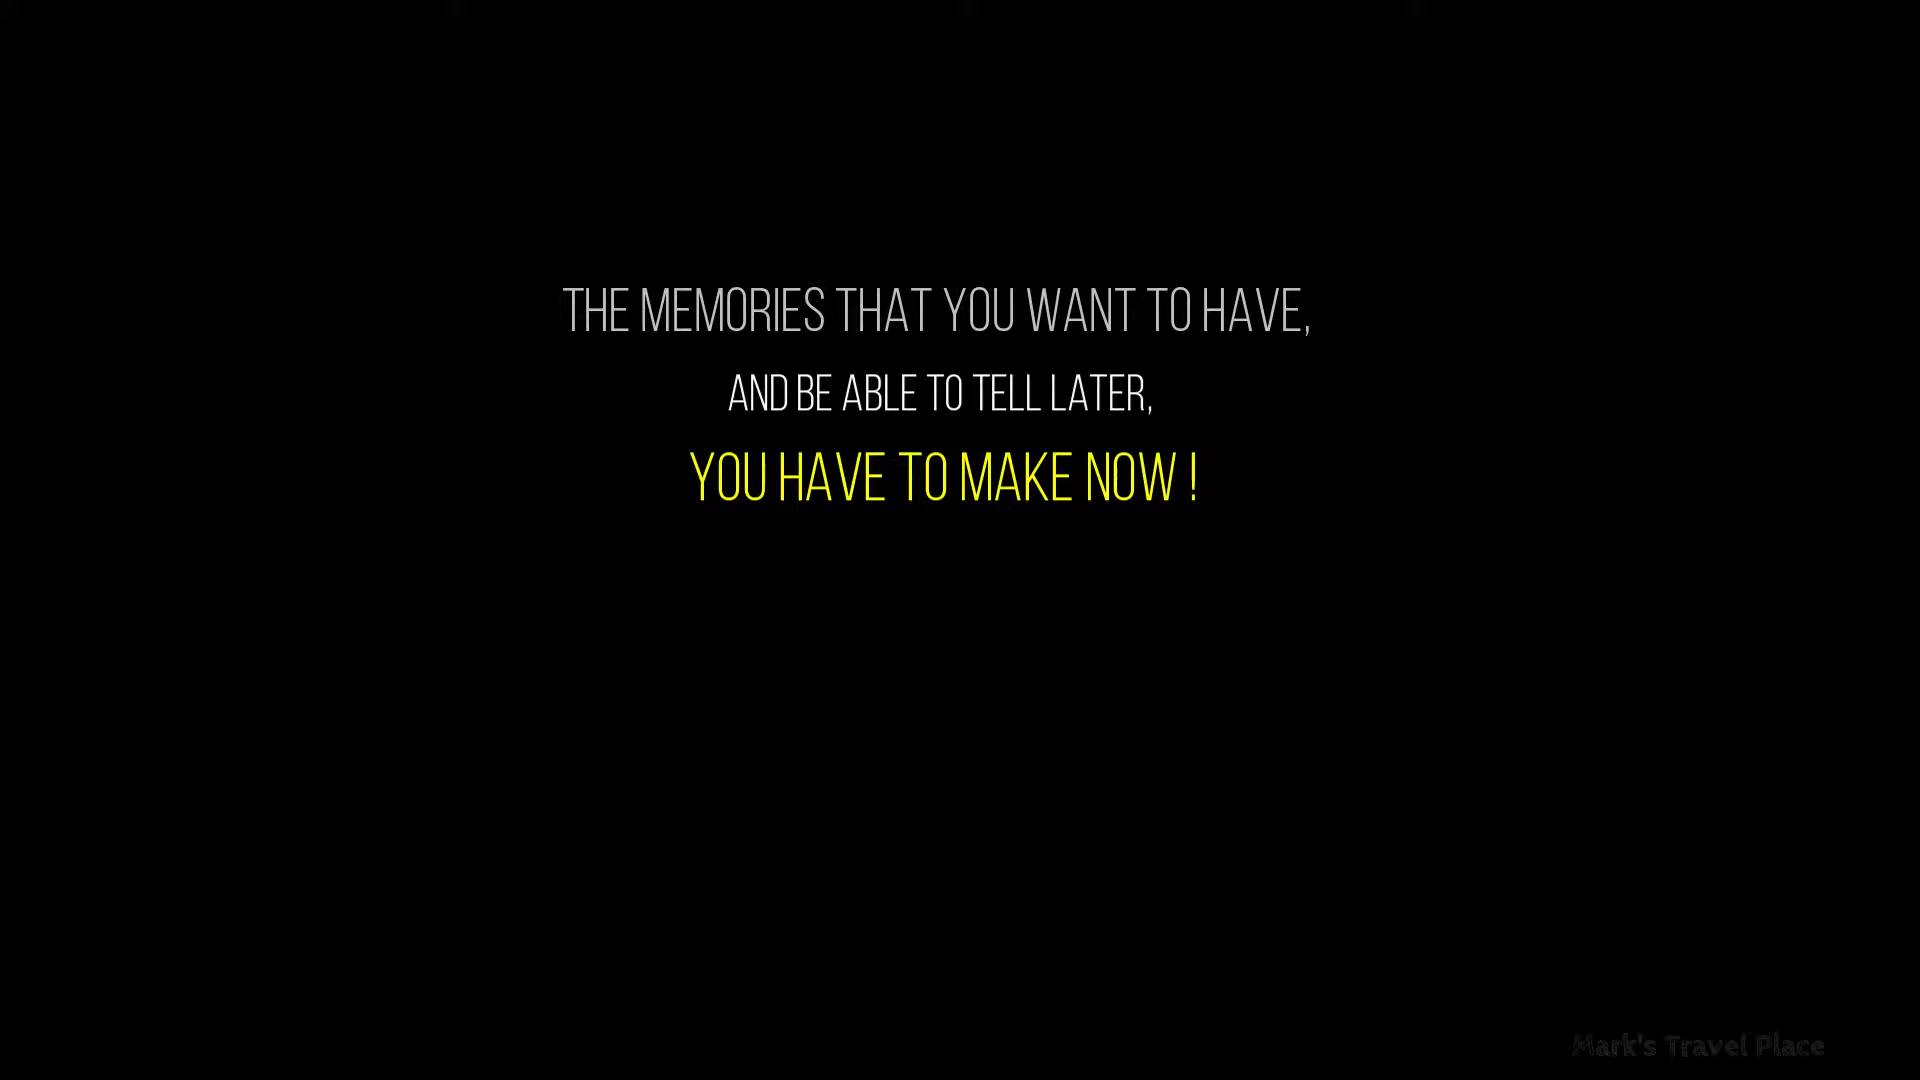 THE MEMORIES THAT YOU WANT TO HAVE,
AND BE ABLE TO TELL LATER,
YOU HAVE TO MAKE NOW !
Mark's Travel Place